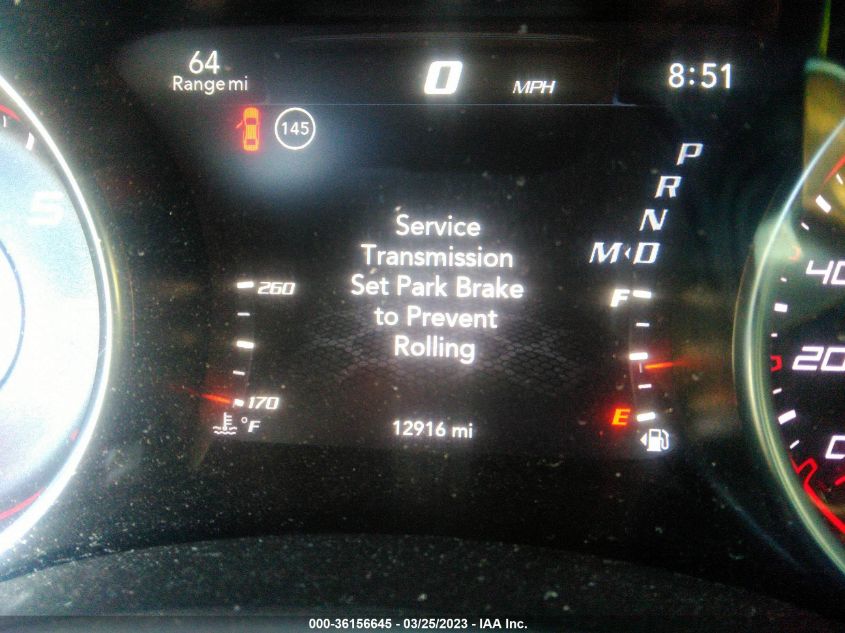 64
Range mi
0 MPH
8:51
145
P
R
N
M‹D
S
Service
Transmission
Set Park Brake
to Prevent
Rolling
260
170
°F
F
E
12916 mi
40
20
0
000-36156645 - 03/25/2023 - IAA Inc.